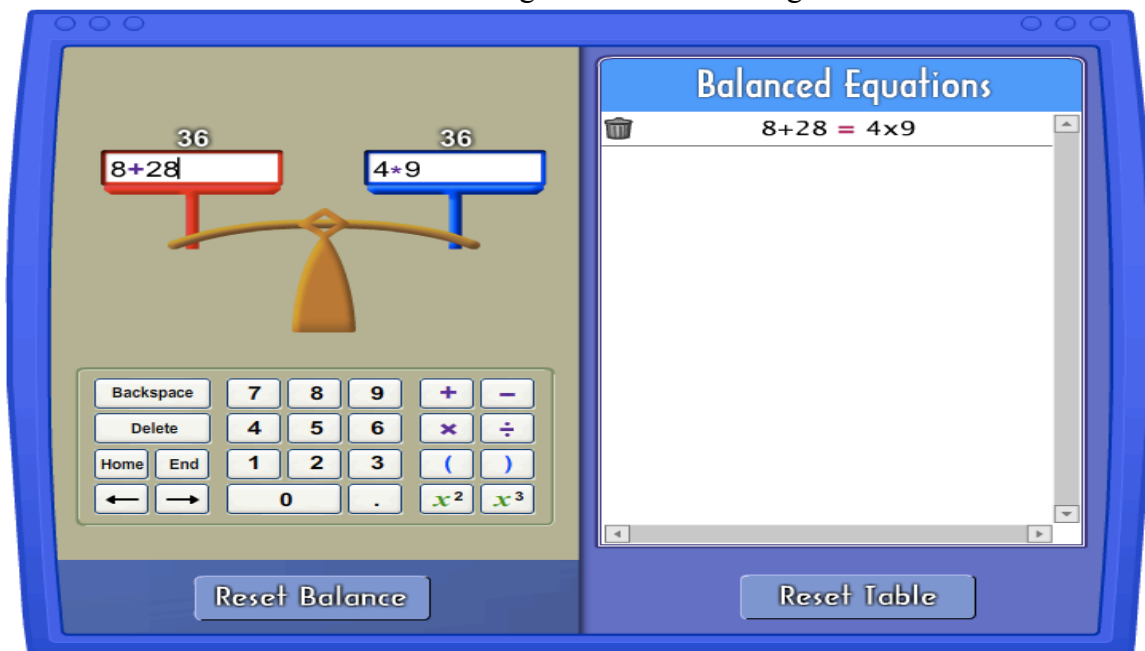 Balanced Equations
8+28 = 4x9
36
36
8+28
4*9
Backspace
7
8
9
+
−
Delete
4
5
6
×
÷
Home
End
1
2
3
(
)
←
→
0
.
x²
x³
Reset Balance
Reset Table